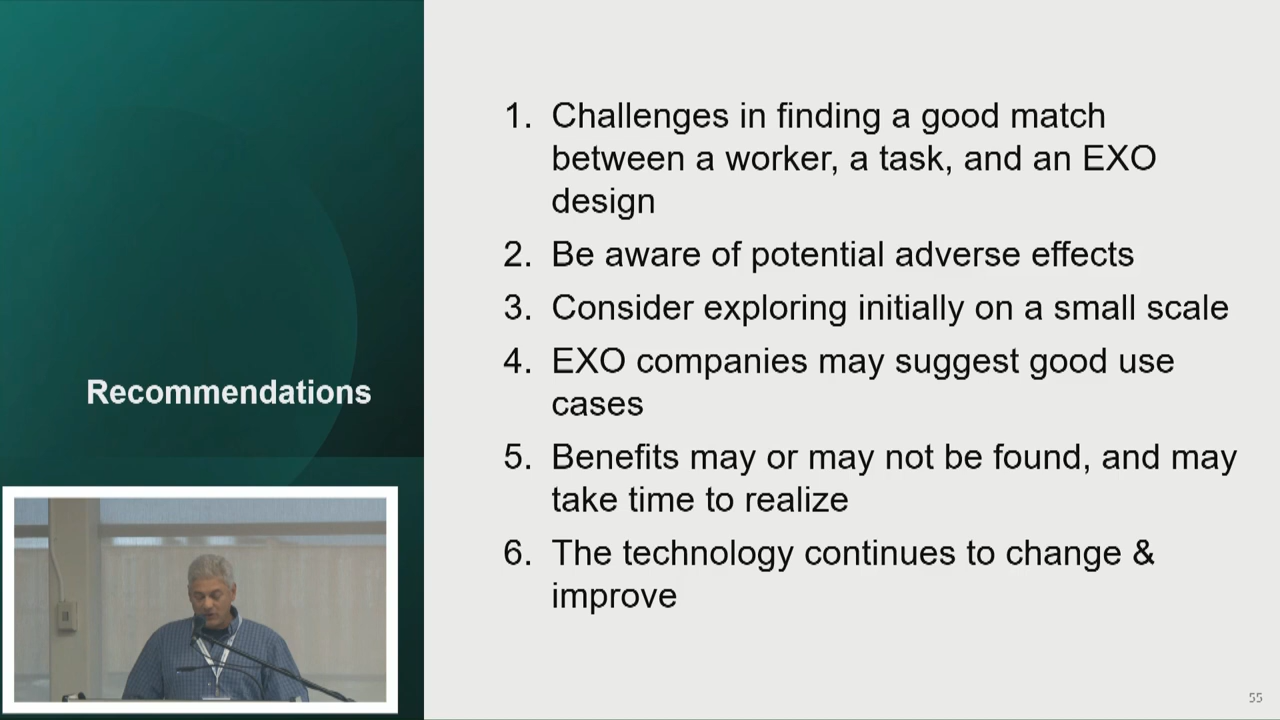 Recommendations
1. Challenges in finding a good match
between a worker, a task, and an EXO
design
2. Be aware of potential adverse effects
3. Consider exploring initially on a small scale
4. EXO companies may suggest good use
cases
5. Benefits may or may not be found, and may
take time to realize
6. The technology continues to change &
improve
55